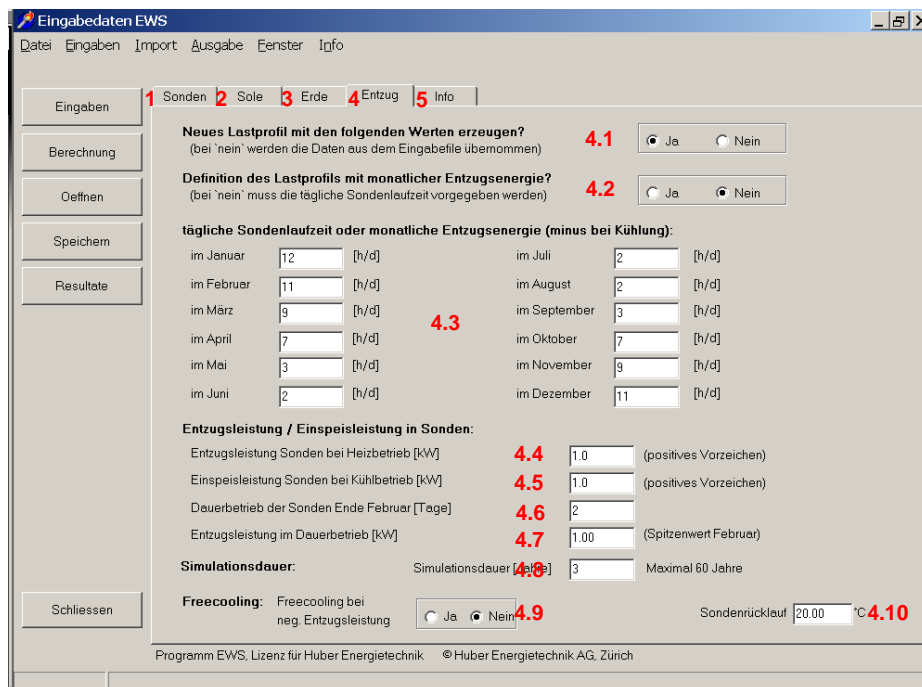 Eingabedaten EWS
Datei Eingaben Import Ausgabe Fenster Info
1 Sonden 2 Sole 3 Erde 4 Entzug 5 Info
Eingaben
Berechnung
Oeffnen
Speichern
Resultate
Schliessen
Neues Lastprofil mit den folgenden Werten erzeugen? 4.1 Ja Nein
(bei `nein` werden die Daten aus dem Eingabefile übernommen)
Definition des Lastprofils mit monatlicher Entzugsenergie? 4.2 Ja Nein
(bei `nein` muss die tägliche Sondenlaufzeit vorgegeben werden)
tägliche Sondenlaufzeit oder monatliche Entzugsenergie (minus bei Kühlung):
im Januar 12 [h/d] im Juli 2 [h/d]
im Februar 11 [h/d] im August 2 [h/d]
im März 9 [h/d] 4.3 im September 3 [h/d]
im April 7 [h/d] im Oktober 7 [h/d]
im Mai 3 [h/d] im November 9 [h/d]
im Juni 2 [h/d] im Dezember 11 [h/d]
Entzugsleistung / Einspeisleistung in Sonden:
Entzugsleistung Sonden bei Heizbetrieb [kW] 4.4 1.0 (positives Vorzeichen)
Einspeisleistung Sonden bei Kühlbetrieb [kW] 4.5 1.0 (positives Vorzeichen)
Dauerbetrieb der Sonden Ende Februar [Tage] 4.6 2
Entzugsleistung im Dauerbetrieb [kW] 4.7 1.00 (Spitzenwert Februar)
Simulationsdauer: Simulationsdauer [Jahre] 4.8 3 Maximal 60 Jahre
Freecooling: Freecooling bei neg. Entzugsleistung Ja Nein 4.9 Sondenrücklauf 20.00 °C 4.10
Programm EWS, Lizenz für Huber Energietechnik © Huber Energietechnik AG, Zürich